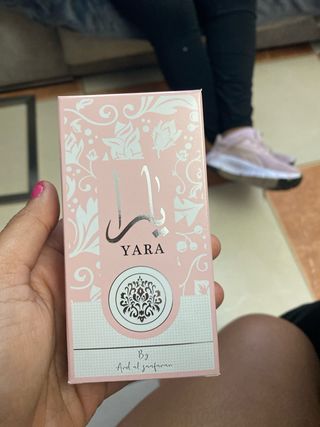 يارا
YARA
By
Ard al zaafaran